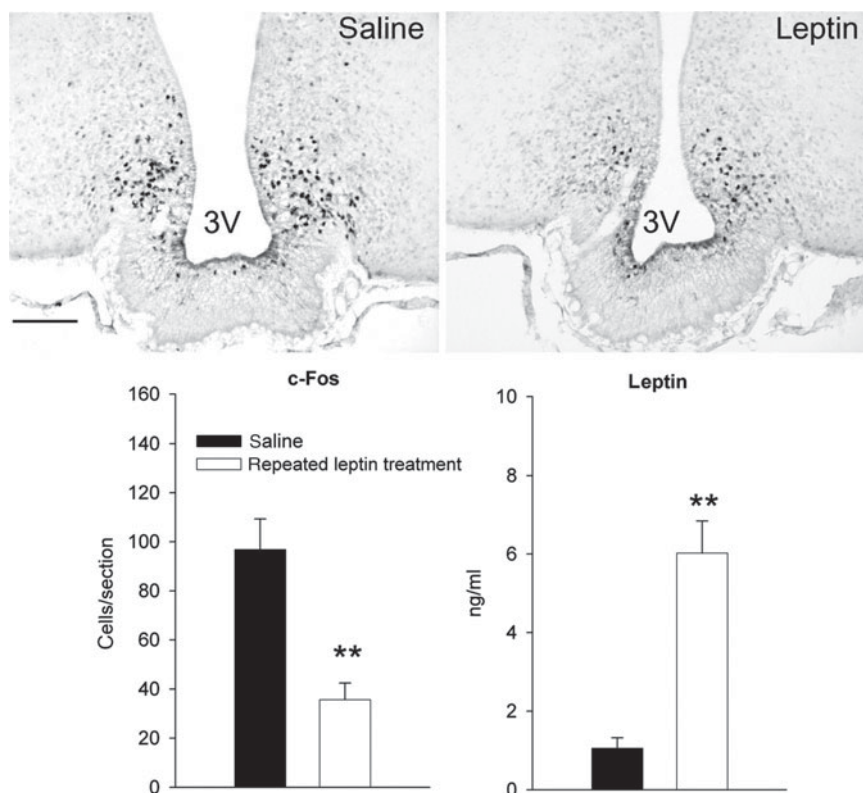 Saline
Leptin
3V
3V
c-Fos
Cells/section
160
140
120
100
80
60
40
20
0
Saline
Repeated leptin treatment
**
Leptin
ng/ml
10
8
6
4
2
0
**